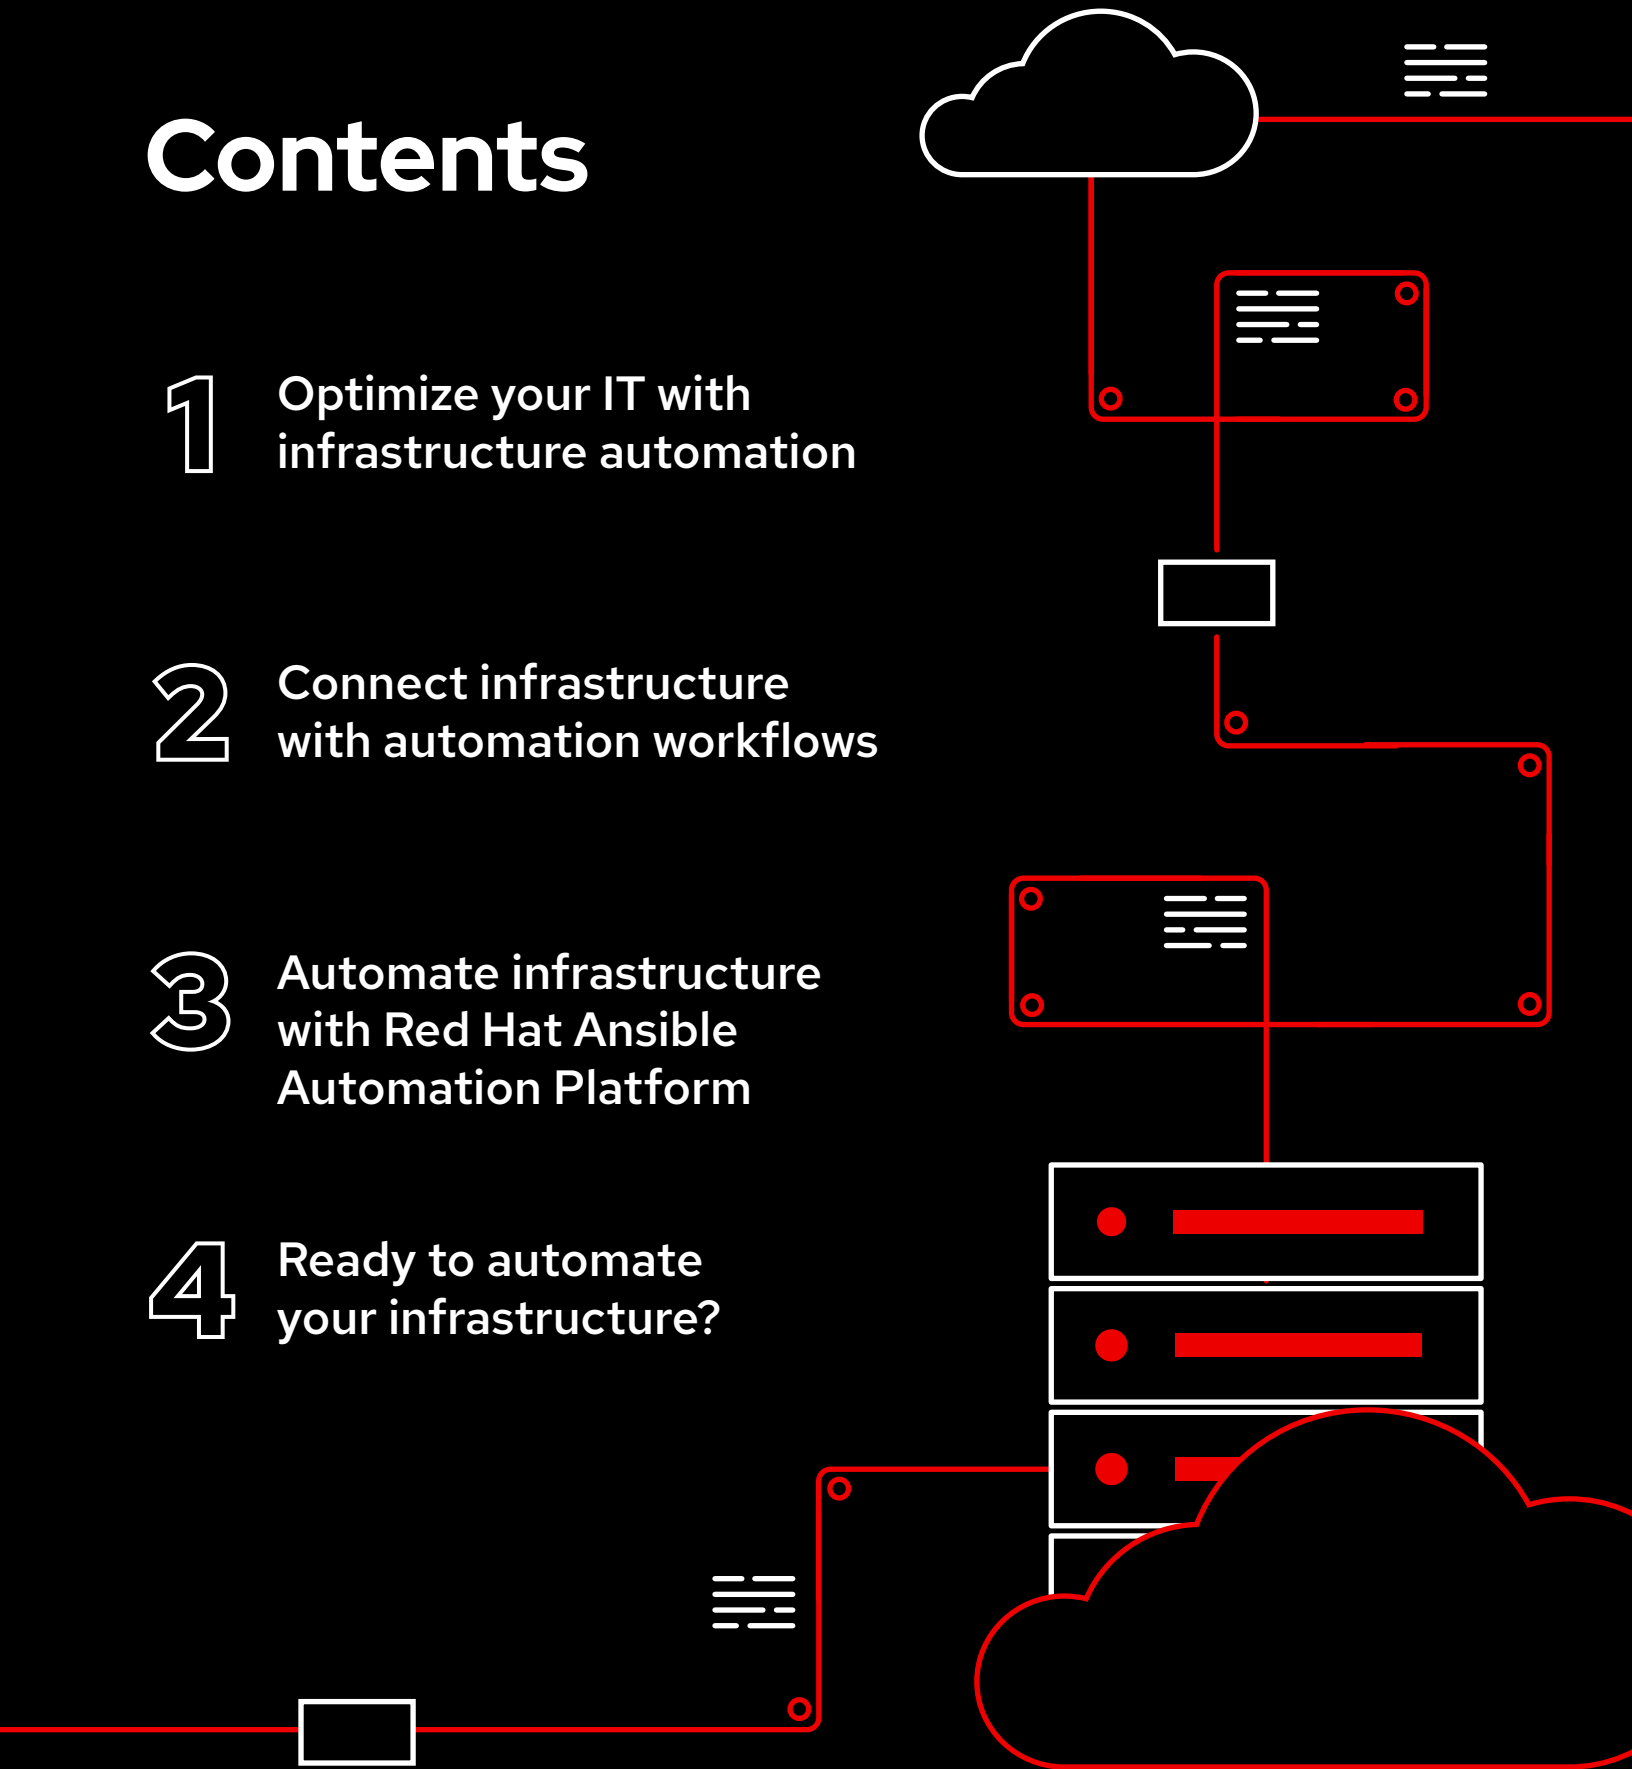 Contents
1
Optimize your IT with
infrastructure automation
2
Connect infrastructure
with automation workflows
3
Automate infrastructure
with Red Hat Ansible
Automation Platform
4
Ready to automate
your infrastructure?